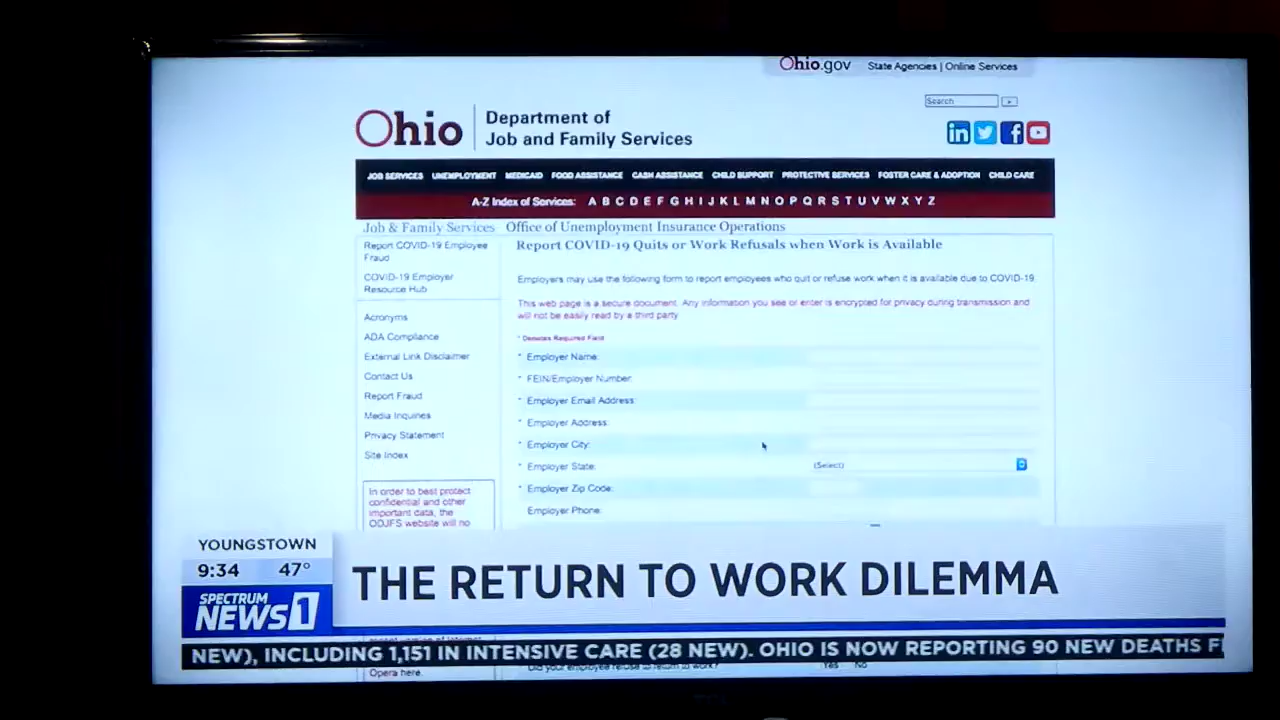 Ohio.gov State Agencies | Online Services
Search
Ohio Department of
Job and Family Services
JOB SERVICES UNEMPLOYMENT MEDICAID FOOD ASSISTANCE CASH ASSISTANCE CHILD SUPPORT PROTECTIVE SERVICES FOSTER CARE & ADOPTION CHILD CARE
A-Z Index of Services: A B C D E F G H I J K L M N O P Q R S T U V W X Y Z
Job & Family Services Office of Unemployment Insurance Operations
Report COVID-19 Employee
Fraud
COVID-19 Employer
Resource Hub
Acronyms
ADA Compliance
External Link Disclaimer
Contact Us
Report Fraud
Media Inquiries
Privacy Statement
Site Index
In order to best protect
confidential and other
important data, the
ODJFS website will no
Report COVID-19 Quits or Work Refusals when Work is Available
Employers may use the following form to report employees who quit or refuse work when it is available due to COVID-19
This web page is a secure document. Any information you see or enter is encrypted for privacy during transmission and
will not be easily read by a third party
* Denotes Required Field
* Employer Name:
* FEIN/Employer Number:
* Employer Email Address:
* Employer Address:
* Employer City:
* Employer State: (Select)
* Employer Zip Code:
Employer Phone:
YOUNGSTOWN
9:34 47°
SPECTRUM
NEWS 1
THE RETURN TO WORK DILEMMA
NEW), INCLUDING 1,151 IN INTENSIVE CARE (28 NEW). OHIO IS NOW REPORTING 90 NEW DEATHS F
Opera here.
Did your employee refuse to return to work? Yes No